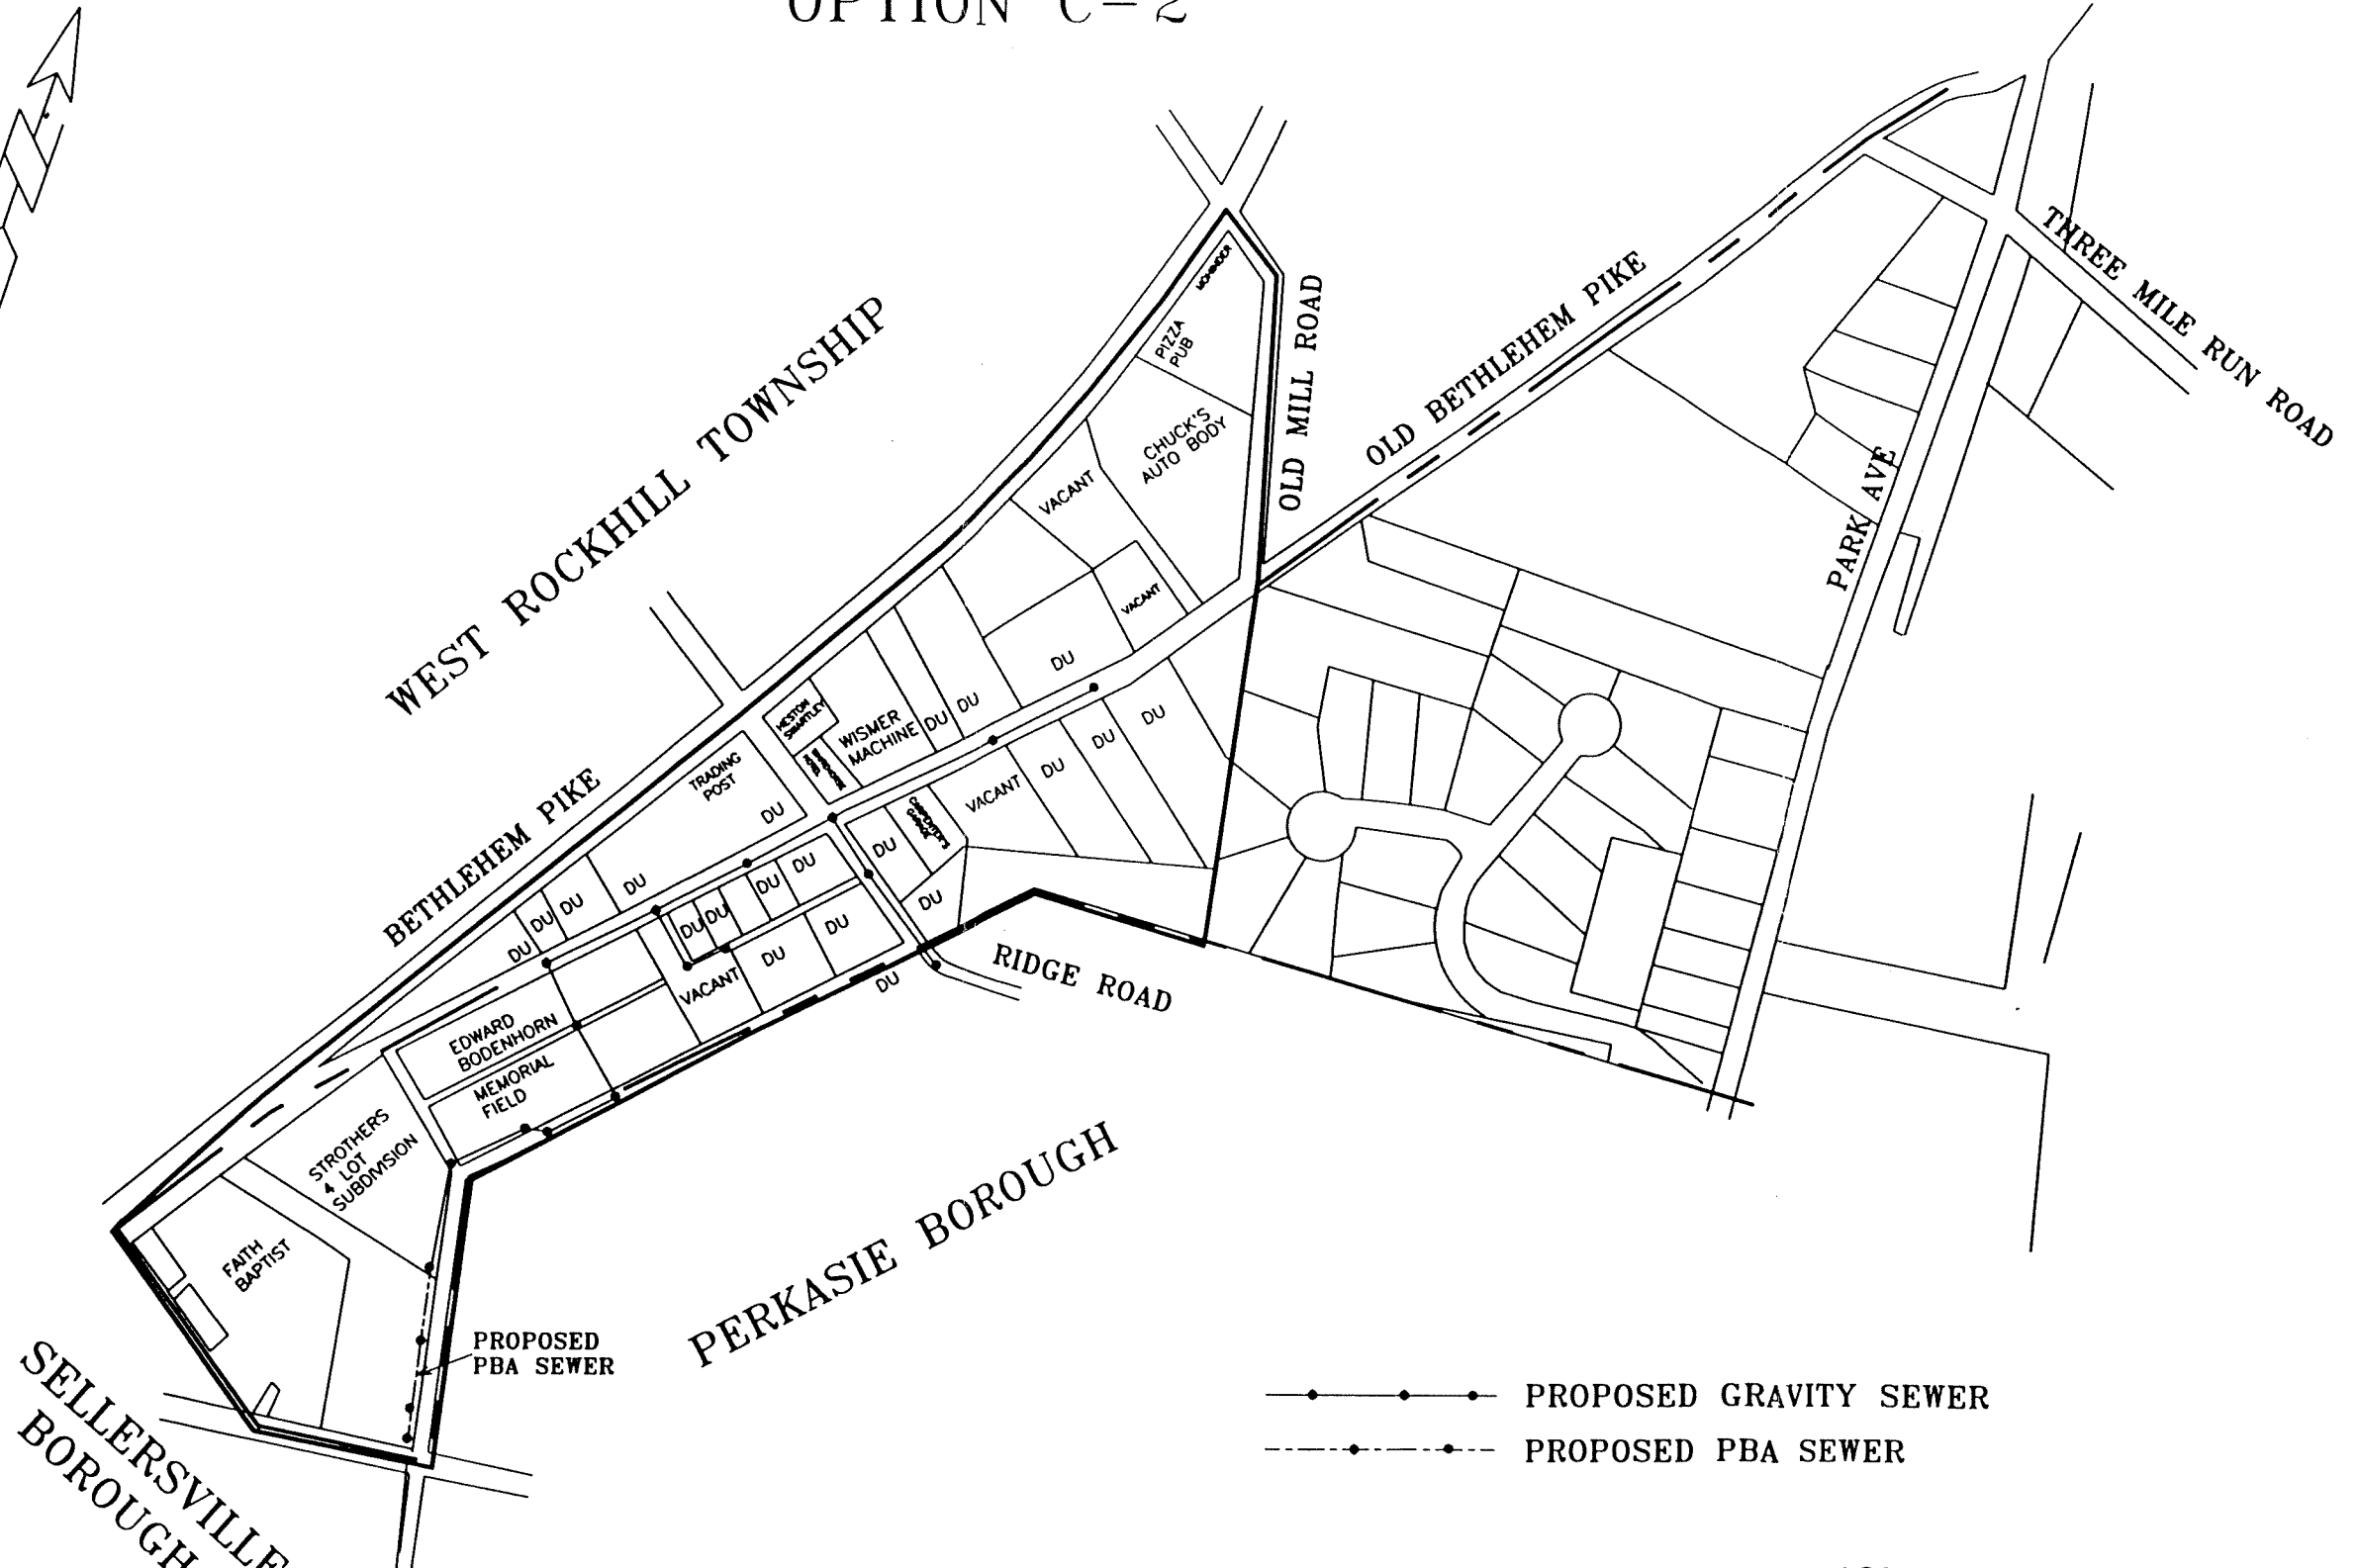 OPTION C-2
WEST ROCKHILL TOWNSHIP
BETHLEHEM PIKE
OLD MILL ROAD
OLD BETHLEHEM PIKE
THREE MILE RUN ROAD
PARK AVE
PIZZA
PUB
CHUCK'S
AUTO BODY
VACANT
VACANT
DU
WISMER
MACHINE
DU
DU
TRADING
POST
DU
DU
DU
DU
DU
DU
VACANT
DU
DU
DU
DU
DU
DU
DU
DU
DU
VACANT
DU
DU
DU
RIDGE ROAD
EDWARD
BODENHORN
MEMORIAL
FIELD
STROTHERS
4 LOT
SUBDIVISION
FAITH
BAPTIST
PERKASIE BOROUGH
PROPOSED
PBA SEWER
SELLERSVILLE
BOROUGH
PROPOSED GRAVITY SEWER
PROPOSED PBA SEWER